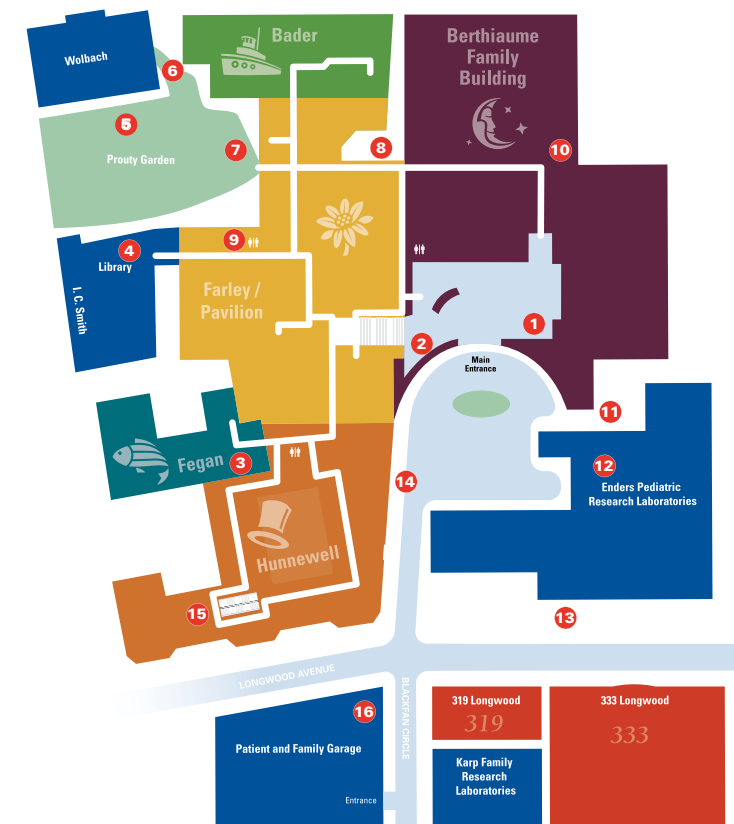 Bader
Berthiaume
Family
Building
Wolbach
6
5
Prouty Garden
7
8
10
9
4
Library
I. C. Smith
Farley /
Pavilion
1
2
Main
Entrance
11
Fegan
3
12
Enders Pediatric
Research Laboratories
14
Hunnewell
15
13
LONGWOOD AVENUE
BLACKFAN CIRCLE
16
Patient and Family Garage
Entrance
319 Longwood
319
333 Longwood
333
Karp Family
Research
Laboratories